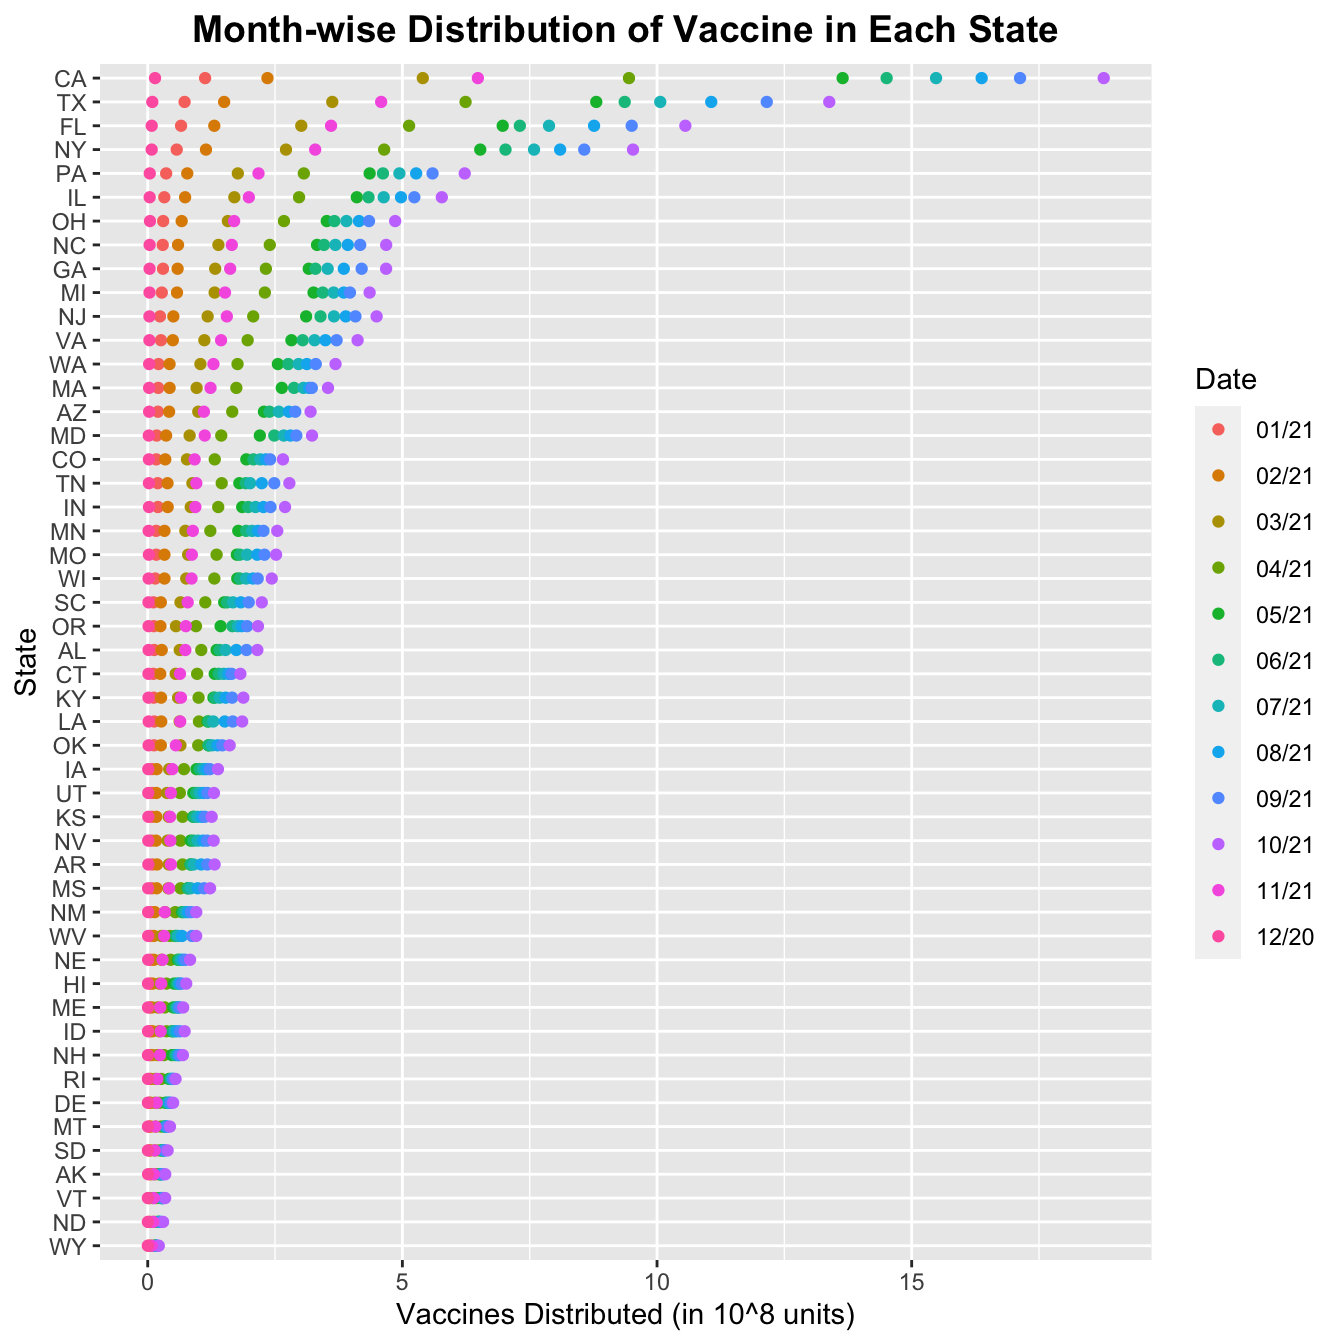 Month-wise Distribution of Vaccine in Each State
State
CA
TX
FL
NY
PA
IL
OH
NC
GA
MI
NJ
VA
WA
MA
AZ
MD
CO
TN
IN
MN
MO
WI
SC
OR
AL
CT
KY
LA
OK
IA
UT
KS
NV
AR
MS
NM
WV
NE
HI
ME
ID
NH
RI
DE
MT
SD
AK
VT
ND
WY
0 5 10 15
Vaccines Distributed (in 10^8 units)
Date
01/21
02/21
03/21
04/21
05/21
06/21
07/21
08/21
09/21
10/21
11/21
12/20